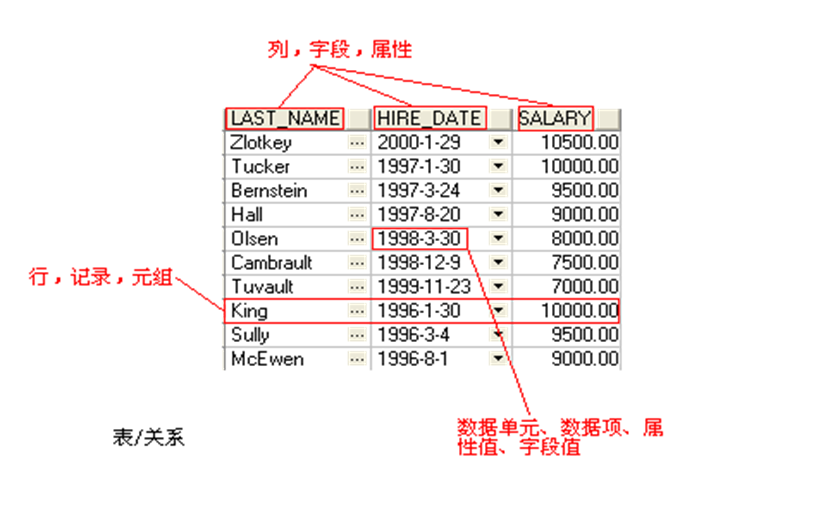 列，字段，属性
LAST_NAME HIRE_DATE SALARY
Zlotkey ... 2000-1-29 10500.00
Tucker ... 1997-1-30 10000.00
Bernstein ... 1997-3-24 9500.00
Hall ... 1997-8-20 9000.00
Olsen ... 1998-3-30 8000.00
Cambrault ... 1998-12-9 7500.00
Tuvault ... 1999-11-23 7000.00
行，记录，元组
King ... 1996-1-30 10000.00
Sully ... 1996-3-4 9500.00
McEwen ... 1996-8-1 9000.00
表/关系
数据单元、数据项、属
性值、字段值